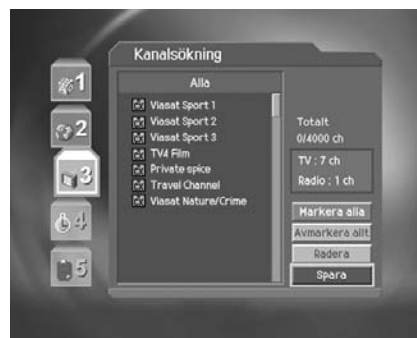 Kanalsökning
1
2
3
4
5
Alla
Viasat Sport 1
Viasat Sport 2
Viasat Sport 3
TV4 Film
Private spice
Travel Channel
Viasat Nature/Crime
Totalt
0/4000 ch
TV : 7 ch
Radio : 1 ch
Markera alla
Avmarkera allt
Radera
Spara